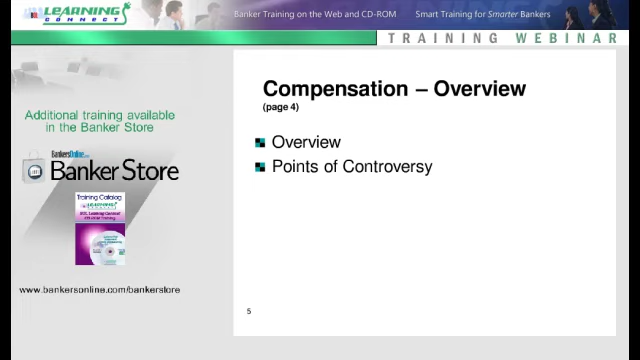 LEARNING
CONNECT
Banker Training on the Web and CD-ROM
Smart Training for Smarter Bankers
TRAINING WEBINAR
Additional training available
in the Banker Store
BankersOnline.com
Banker Store
Training Catalog
LEARNING
CONNECT
www.bankersonline.com/bankerstore
Compensation – Overview
(page 4)
Overview
Points of Controversy
5